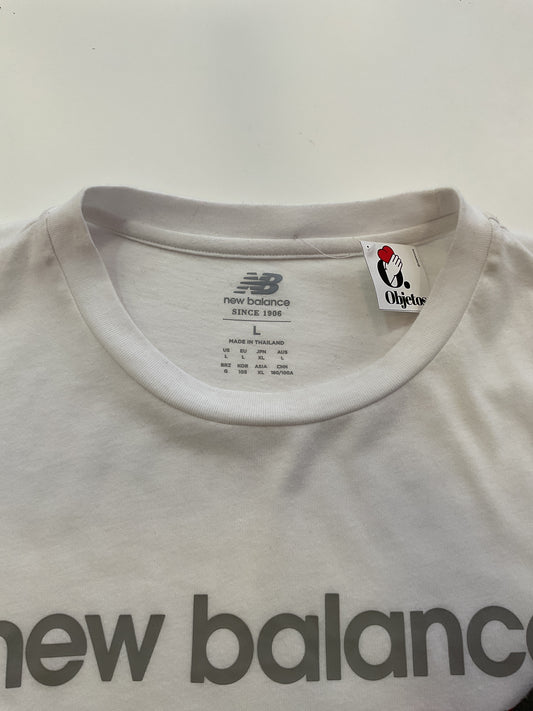 NB
new balance
SINCE 1906
L
MADE IN THAILAND
US EU JPN AUS
L L XL L
BRZ KOR ASIA CHN
G 105 XL 180/100A
O.
Objetos
new balance